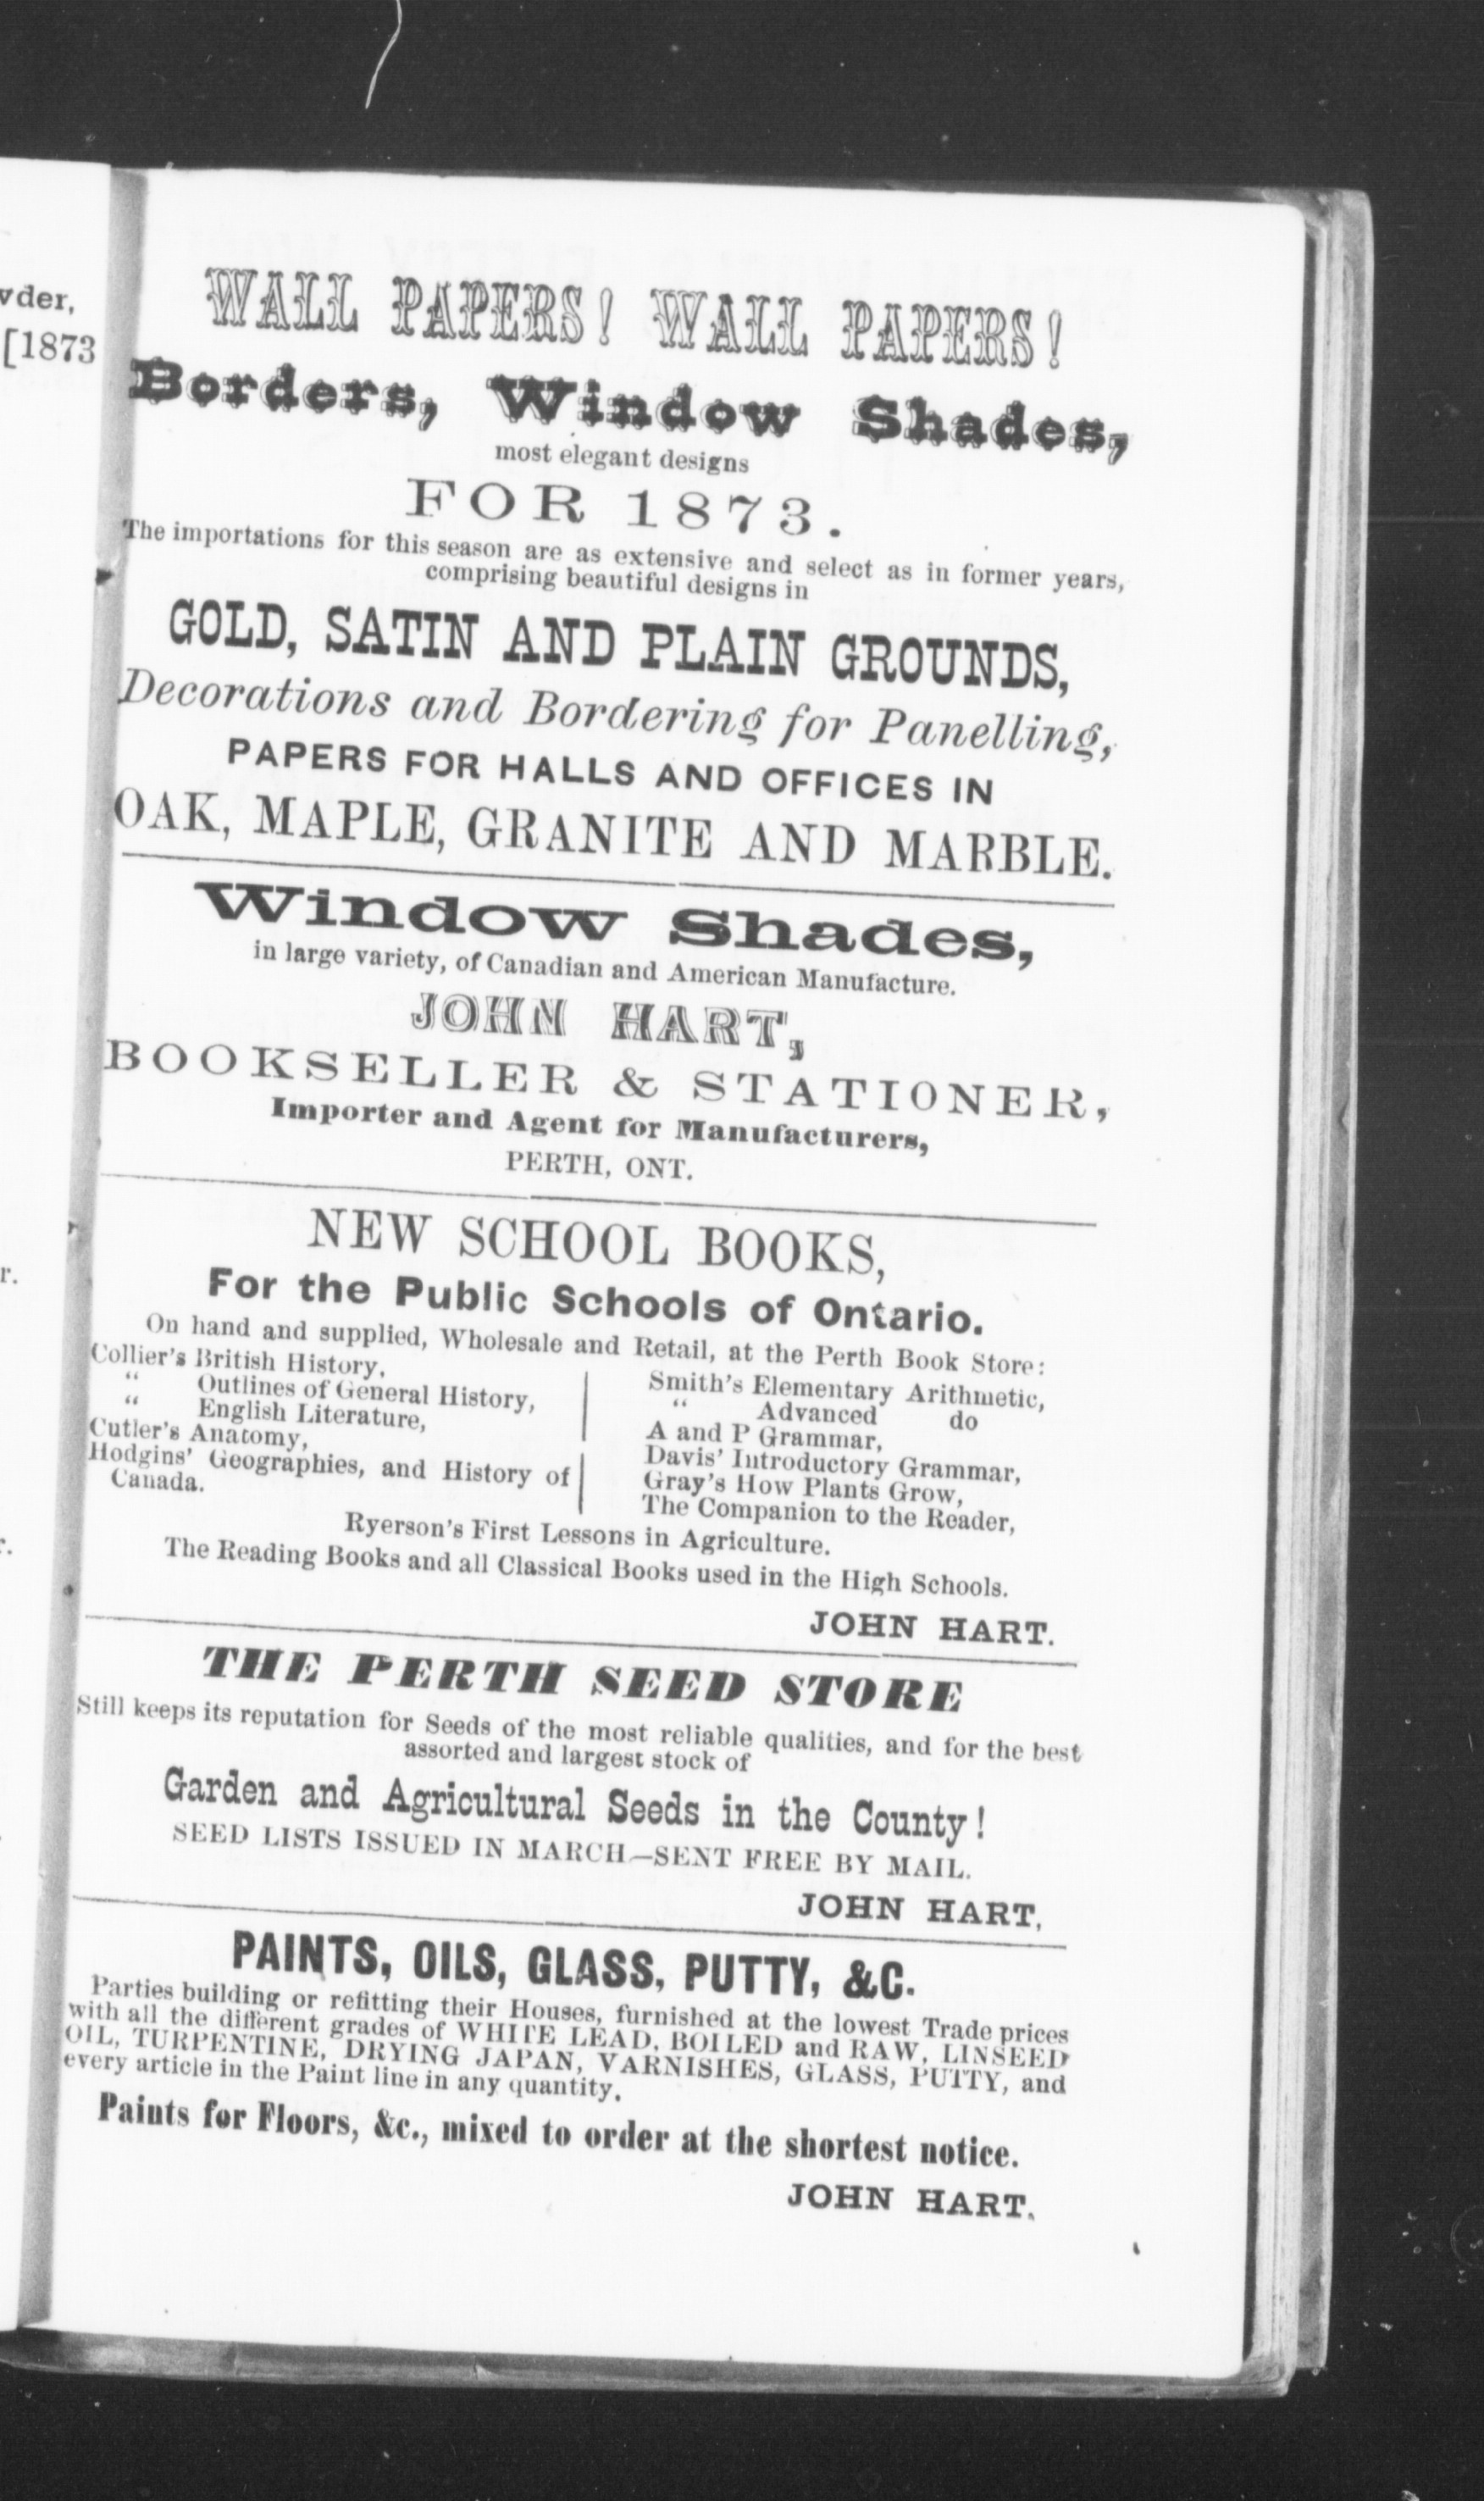 vder,
[1873
r.
r.
WALL PAPERS! WALL PAPERS!
Borders, Window Shades,
most elegant designs
FOR 1873.
The importations for this season are as extensive and select as in former years,
comprising beautiful designs in
GOLD, SATIN AND PLAIN GROUNDS,
Decorations and Bordering for Panelling,
PAPERS FOR HALLS AND OFFICES IN
OAK, MAPLE, GRANITE AND MARBLE.
Window Shades,
in large variety, of Canadian and American Manufacture.
JOHN HART,
BOOKSELLER & STATIONER,
Importer and Agent for Manufacturers,
PERTH, ONT.
NEW SCHOOL BOOKS,
For the Public Schools of Ontario.
On hand and supplied, Wholesale and Retail, at the Perth Book Store:
Collier's British History,
“ Outlines of General History,
“ English Literature,
Cutler's Anatomy,
Hodgins' Geographies, and History of
Canada.
Smith's Elementary Arithmetic,
“ Advanced do
A and P Grammar,
Davis' Introductory Grammar,
Gray's How Plants Grow,
The Companion to the Reader,
Ryerson's First Lessons in Agriculture.
The Reading Books and all Classical Books used in the High Schools.
JOHN HART.
THE PERTH SEED STORE
Still keeps its reputation for Seeds of the most reliable qualities, and for the best
assorted and largest stock of
Garden and Agricultural Seeds in the County!
SEED LISTS ISSUED IN MARCH—SENT FREE BY MAIL.
JOHN HART,
PAINTS, OILS, GLASS, PUTTY, &C.
Parties building or refitting their Houses, furnished at the lowest Trade prices
with all the different grades of WHITE LEAD, BOILED and RAW, LINSEED
OIL, TURPENTINE, DRYING JAPAN, VARNISHES, GLASS, PUTTY, and
every article in the Paint line in any quantity.
Paints for Floors, &c., mixed to order at the shortest notice.
JOHN HART.